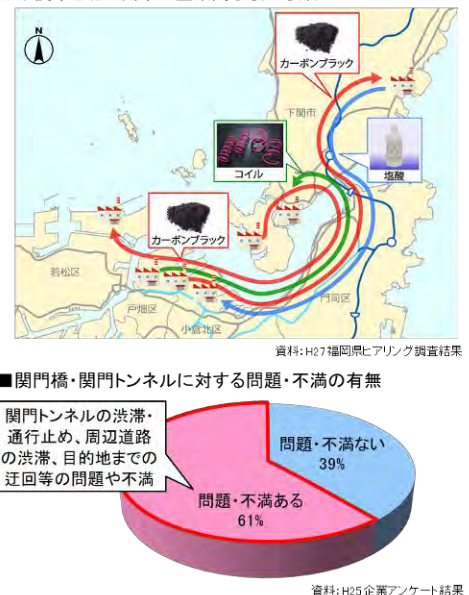 カーボンブラック
下関市
コイル
塩酸
カーボンブラック
若松区
戸畑区
小倉北区
門司区
資料:H27福岡県ヒアリング調査結果
■関門橋・関門トンネルに対する問題・不満の有無
関門トンネルの渋滞・
通行止め、周辺道路
の渋滞、目的地までの
迂回等の問題や不満
問題・不満ない
39%
問題・不満ある
61%
資料:H25企業アンケート結果